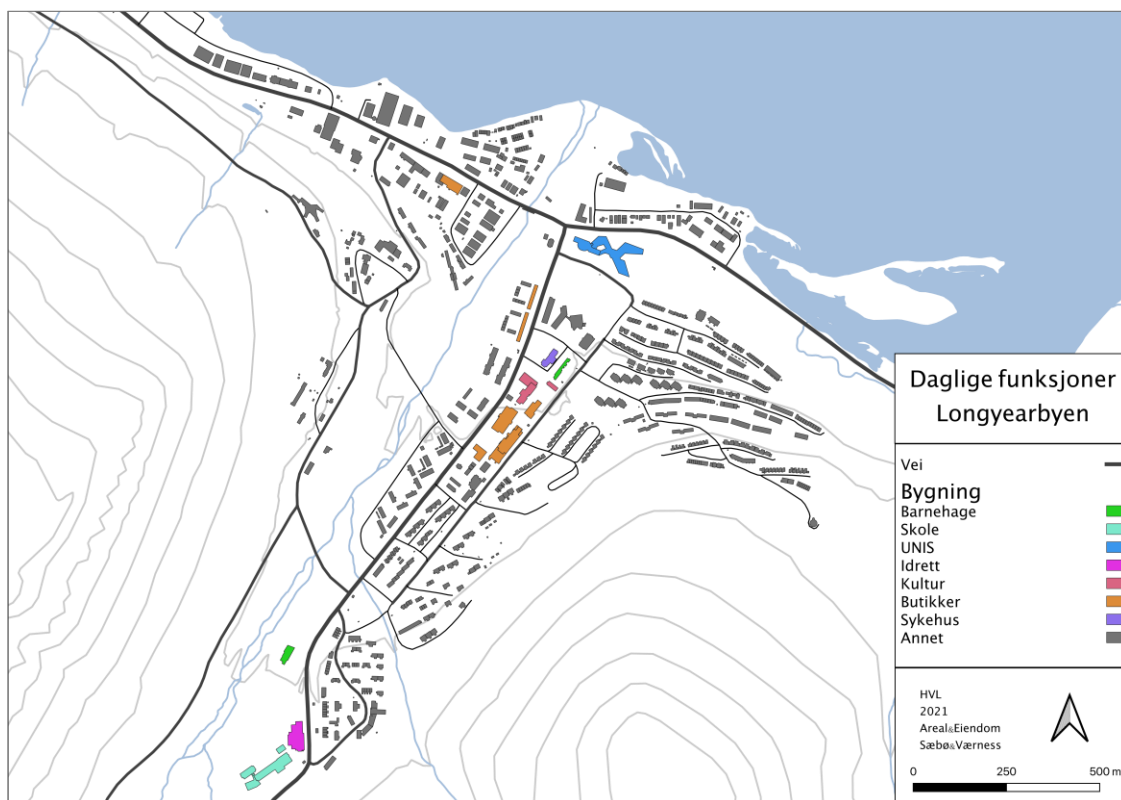 Daglige funksjoner
Longyearbyen
Vei
Bygning
Barnehage
Skole
UNIS
Idrett
Kultur
Butikker
Sykehus
Annet
HVL
2021
Areal&Eiendom
Sæbø&Værness
0 250 500 m